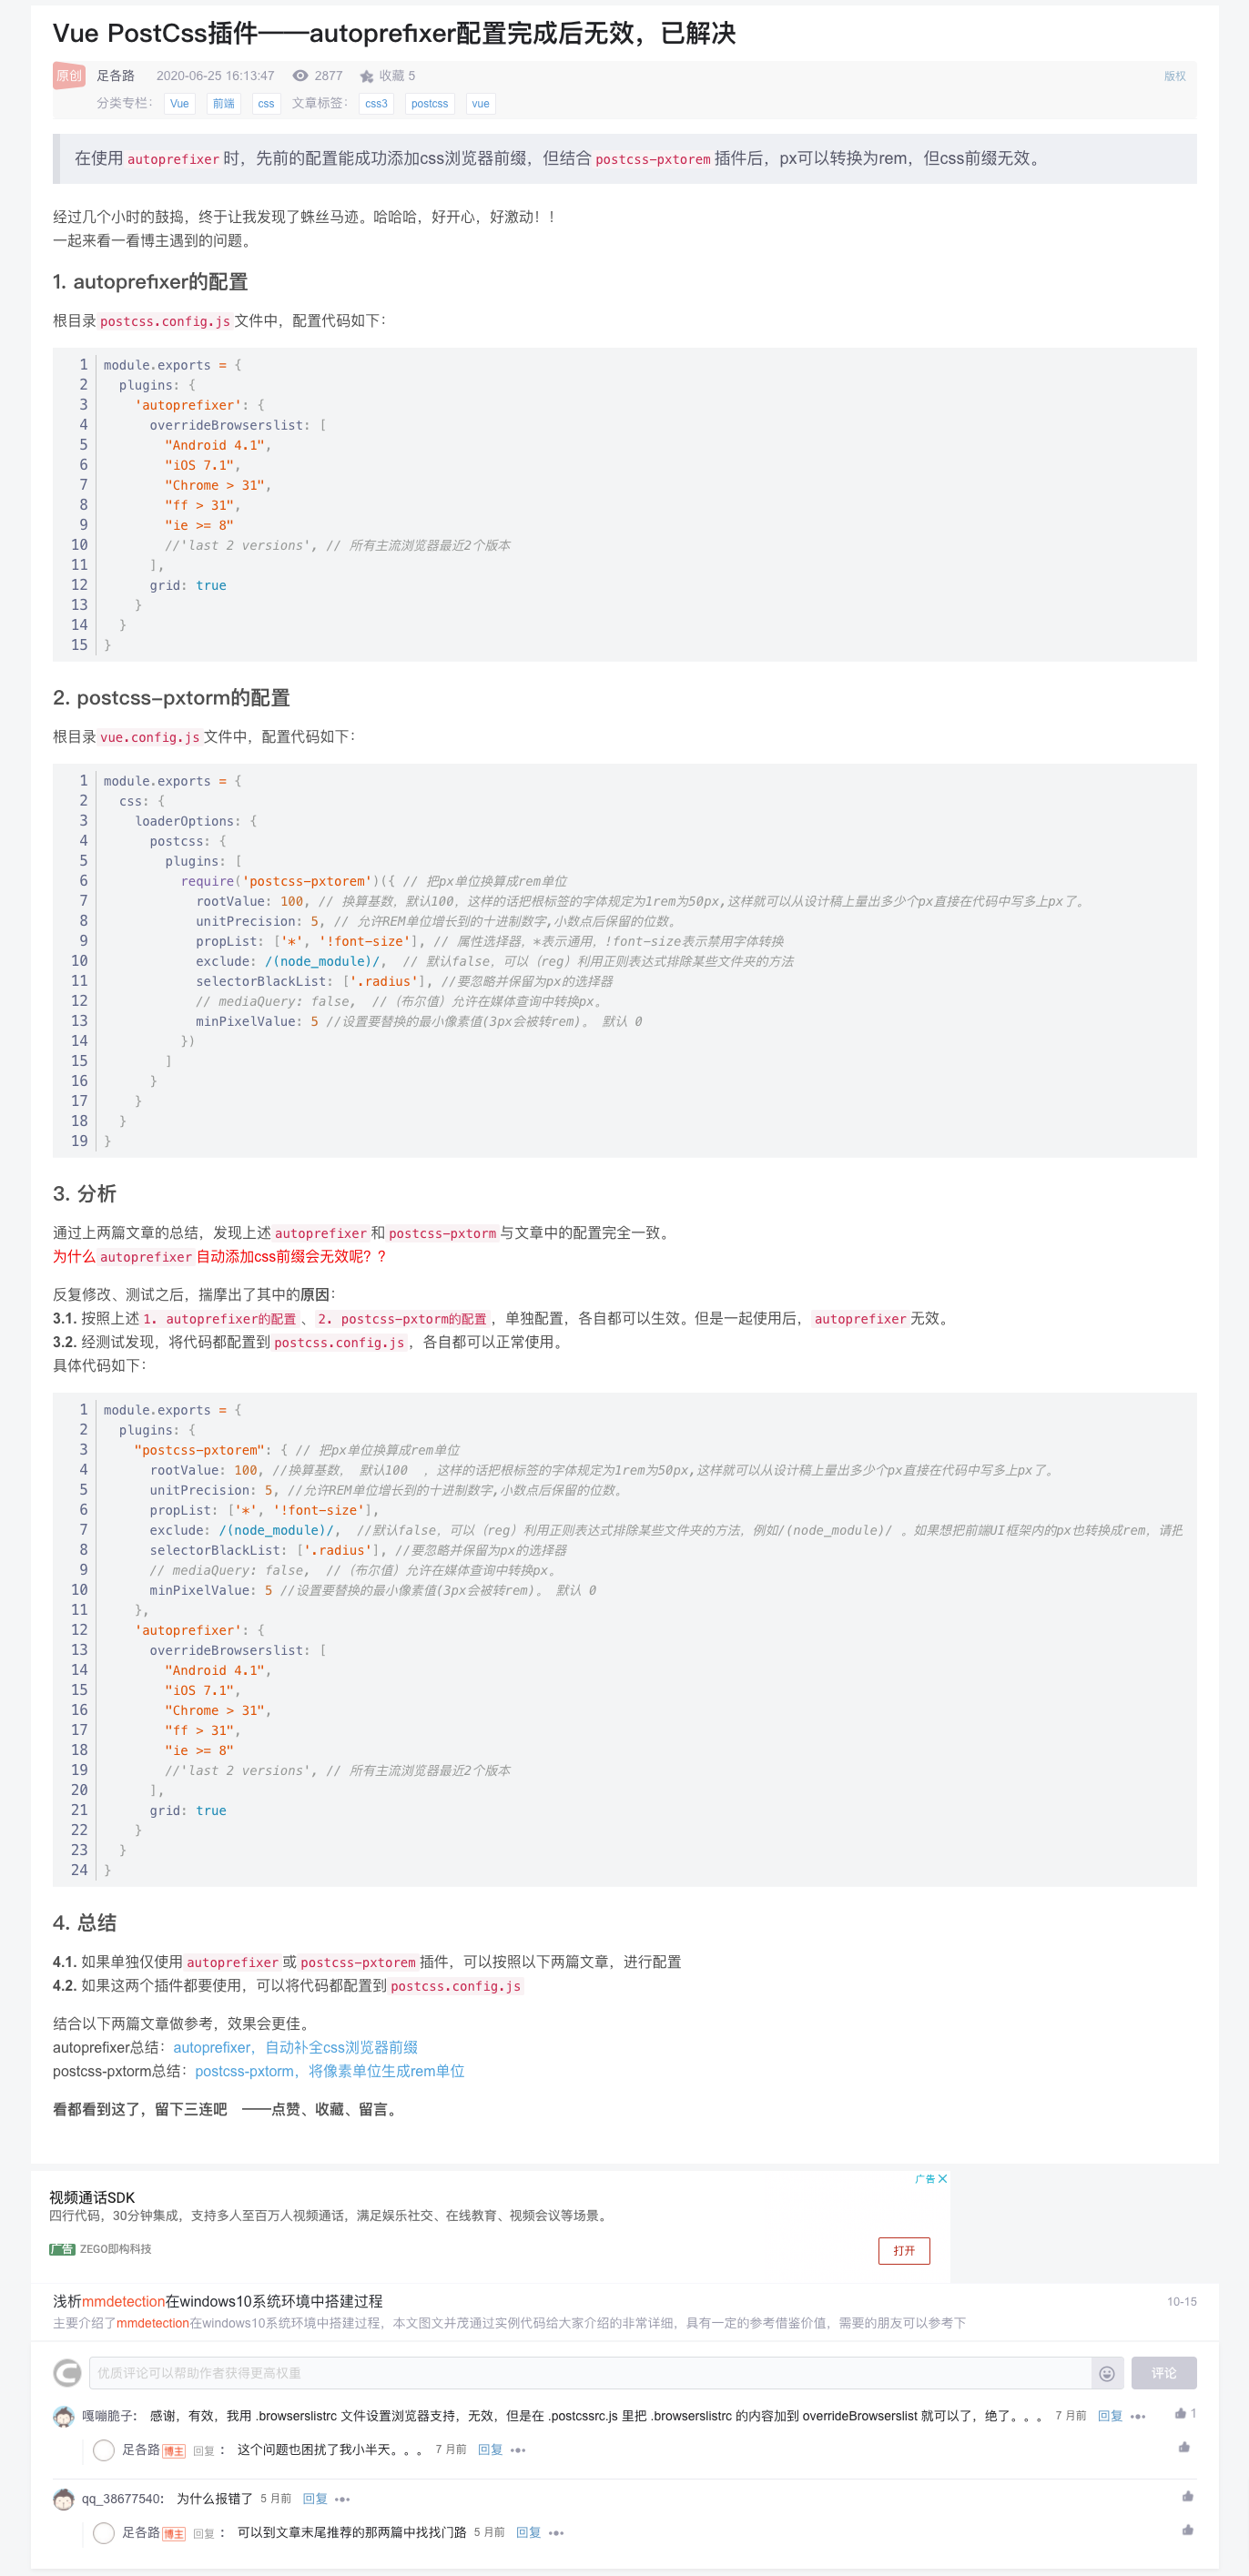 Vue PostCss插件——autoprefixer配置完成后无效，已解决
原创 足各路 2020-06-25 16:13:47 2877 收藏 5 版权
分类专栏： Vue 前端 css 文章标签： css3 postcss vue
在使用 autoprefixer 时，先前的配置能成功添加css浏览器前缀，但结合 postcss-pxtorem 插件后，px可以转换为rem，但css前缀无效。
经过几个小时的鼓捣，终于让我发现了蛛丝马迹。哈哈哈，好开心，好激动！！
一起来看一看博主遇到的问题。
1. autoprefixer的配置
根目录 postcss.config.js 文件中，配置代码如下：
1 module.exports = {
2 plugins: {
3 'autoprefixer': {
4 overrideBrowserslist: [
5 "Android 4.1",
6 "iOS 7.1",
7 "Chrome > 31",
8 "ff > 31",
9 "ie >= 8"
10 //'last 2 versions', // 所有主流浏览器最近2个版本
11 ],
12 grid: true
13 }
14 }
15 }
2. postcss-pxtorm的配置
根目录 vue.config.js 文件中，配置代码如下：
1 module.exports = {
2 css: {
3 loaderOptions: {
4 postcss: {
5 plugins: [
6 require('postcss-pxtorem')({ // 把px单位换算成rem单位
7 rootValue: 100, // 换算基数，默认100，这样的话把根标签的字体规定为1rem为50px,这样就可以从设计稿上量出多少个px直接在代码中写多上px了。
8 unitPrecision: 5, // 允许REM单位增长到的十进制数字,小数点后保留的位数。
9 propList: ['*', '!font-size'], // 属性选择器，*表示通用，!font-size表示禁用字体转换
10 exclude: /(node_module)/, // 默认false，可以（reg）利用正则表达式排除某些文件夹的方法
11 selectorBlackList: ['.radius'], //要忽略并保留为px的选择器
12 // mediaQuery: false, //（布尔值）允许在媒体查询中转换px。
13 minPixelValue: 5 //设置要替换的最小像素值(3px会被转rem)。 默认 0
14 })
15 ]
16 }
17 }
18 }
19 }
3. 分析
通过上两篇文章的总结，发现上述 autoprefixer 和 postcss-pxtorm 与文章中的配置完全一致。
为什么 autoprefixer 自动添加css前缀会无效呢？？
反复修改、测试之后，揣摩出了其中的原因：
3.1. 按照上述 1. autoprefixer的配置 、 2. postcss-pxtorm的配置 ，单独配置，各自都可以生效。但是一起使用后， autoprefixer 无效。
3.2. 经测试发现，将代码都配置到 postcss.config.js ，各自都可以正常使用。
具体代码如下：
1 module.exports = {
2 plugins: {
3 "postcss-pxtorem": { // 把px单位换算成rem单位
4 rootValue: 100, //换算基数， 默认100 ，这样的话把根标签的字体规定为1rem为50px,这样就可以从设计稿上量出多少个px直接在代码中写多上px了。
5 unitPrecision: 5, //允许REM单位增长到的十进制数字,小数点后保留的位数。
6 propList: ['*', '!font-size'],
7 exclude: /(node_module)/, //默认false，可以（reg）利用正则表达式排除某些文件夹的方法，例如/(node_module)/ 。如果想把前端UI框架内的px也转换成rem，请把
8 selectorBlackList: ['.radius'], //要忽略并保留为px的选择器
9 // mediaQuery: false, //（布尔值）允许在媒体查询中转换px。
10 minPixelValue: 5 //设置要替换的最小像素值(3px会被转rem)。 默认 0
11 },
12 'autoprefixer': {
13 overrideBrowserslist: [
14 "Android 4.1",
15 "iOS 7.1",
16 "Chrome > 31",
17 "ff > 31",
18 "ie >= 8"
19 //'last 2 versions', // 所有主流浏览器最近2个版本
20 ],
21 grid: true
22 }
23 }
24 }
4. 总结
4.1. 如果单独仅使用 autoprefixer 或 postcss-pxtorem 插件，可以按照以下两篇文章，进行配置
4.2. 如果这两个插件都要使用，可以将代码都配置到 postcss.config.js
结合以下两篇文章做参考，效果会更佳。
autoprefixer总结：autoprefixer，自动补全css浏览器前缀
postcss-pxtorm总结：postcss-pxtorm，将像素单位生成rem单位
看都看到这了，留下三连吧 ——点赞、收藏、留言。
广告
视频通话SDK
四行代码，30分钟集成，支持多人至百万人视频通话，满足娱乐社交、在线教育、视频会议等场景。
广告 ZEGO即构科技 打开
浅析mmdetection在windows10系统环境中搭建过程 10-15
主要介绍了mmdetection在windows10系统环境中搭建过程，本文图文并茂通过实例代码给大家介绍的非常详细，具有一定的参考借鉴价值，需要的朋友可以参考下
优质评论可以帮助作者获得更高权重 评论
嘎嘣脆子： 感谢，有效，我用 .browserslistrc 文件设置浏览器支持，无效，但是在 .postcssrc.js 里把 .browserslistrc 的内容加到 overrideBrowserslist 就可以了，绝了。。。 7 月前 回复 1
足各路 博主 回复 ： 这个问题也困扰了我小半天。。。 7 月前 回复
qq_38677540： 为什么报错了 5 月前 回复
足各路 博主 回复 ： 可以到文章末尾推荐的那两篇中找找门路 5 月前 回复